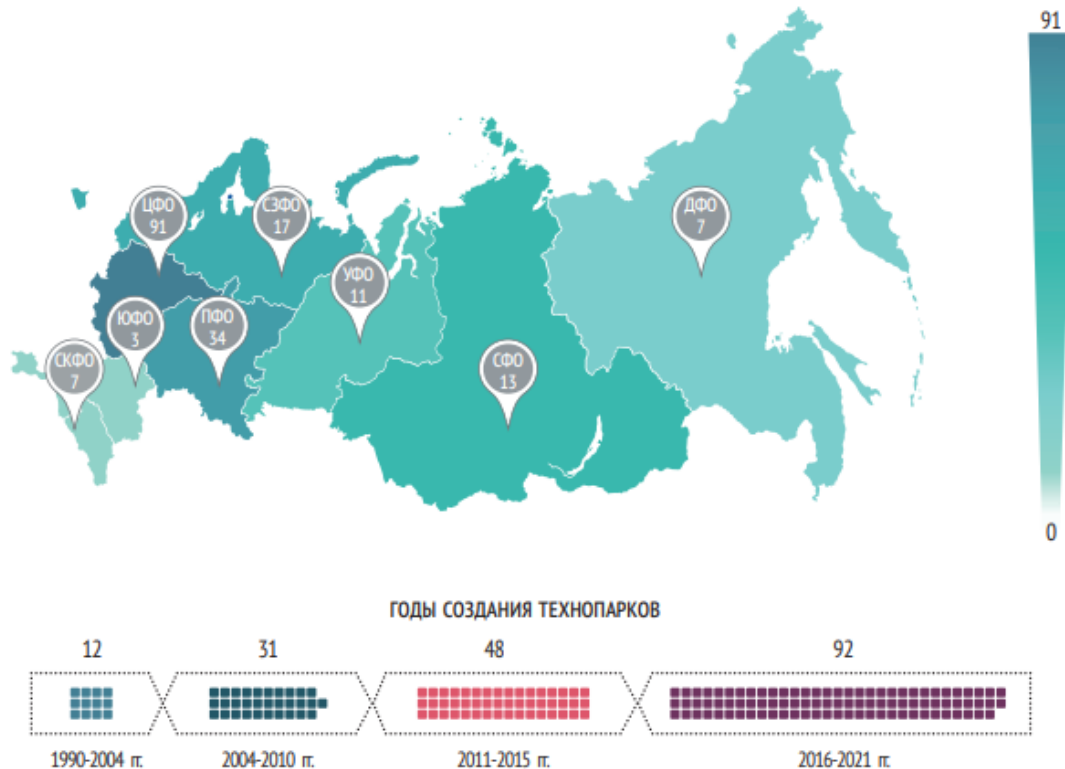 91
ЦФО
91
СЗФО
17
ДФО
7
УФО
11
ЮФО
3
ПФО
34
СКФО
7
СФО
13
0
ГОДЫ СОЗДАНИЯ ТЕХНОПАРКОВ
12 31 48 92
1990-2004 гг. 2004-2010 гг. 2011-2015 гг. 2016-2021 гг.